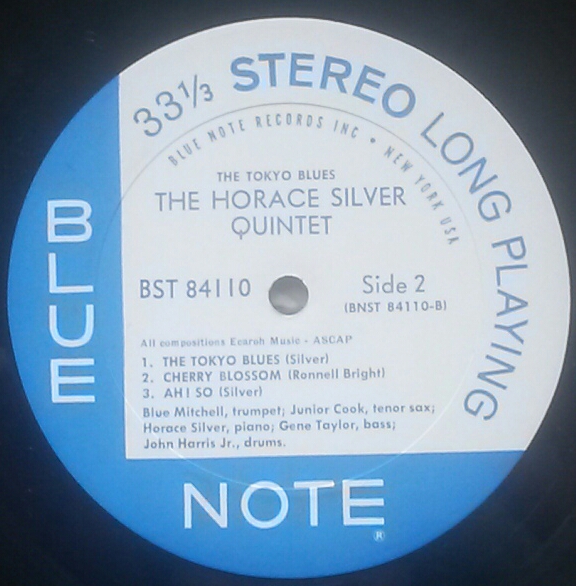 33⅓ STEREO LONG PLAYING
BLUE NOTE RECORDS INC • NEW YORK USA
THE TOKYO BLUES
THE HORACE SILVER
QUINTET
BST 84110
Side 2
(BNST 84110-B)
All compositions Ecaroh Music - ASCAP
1. THE TOKYO BLUES (Silver)
2. CHERRY BLOSSOM (Ronnell Bright)
3. AH! SO (Silver)
Blue Mitchell, trumpet; Junior Cook, tenor sax;
Horace Silver, piano; Gene Taylor, bass;
John Harris Jr., drums.
BLUE
NOTE®